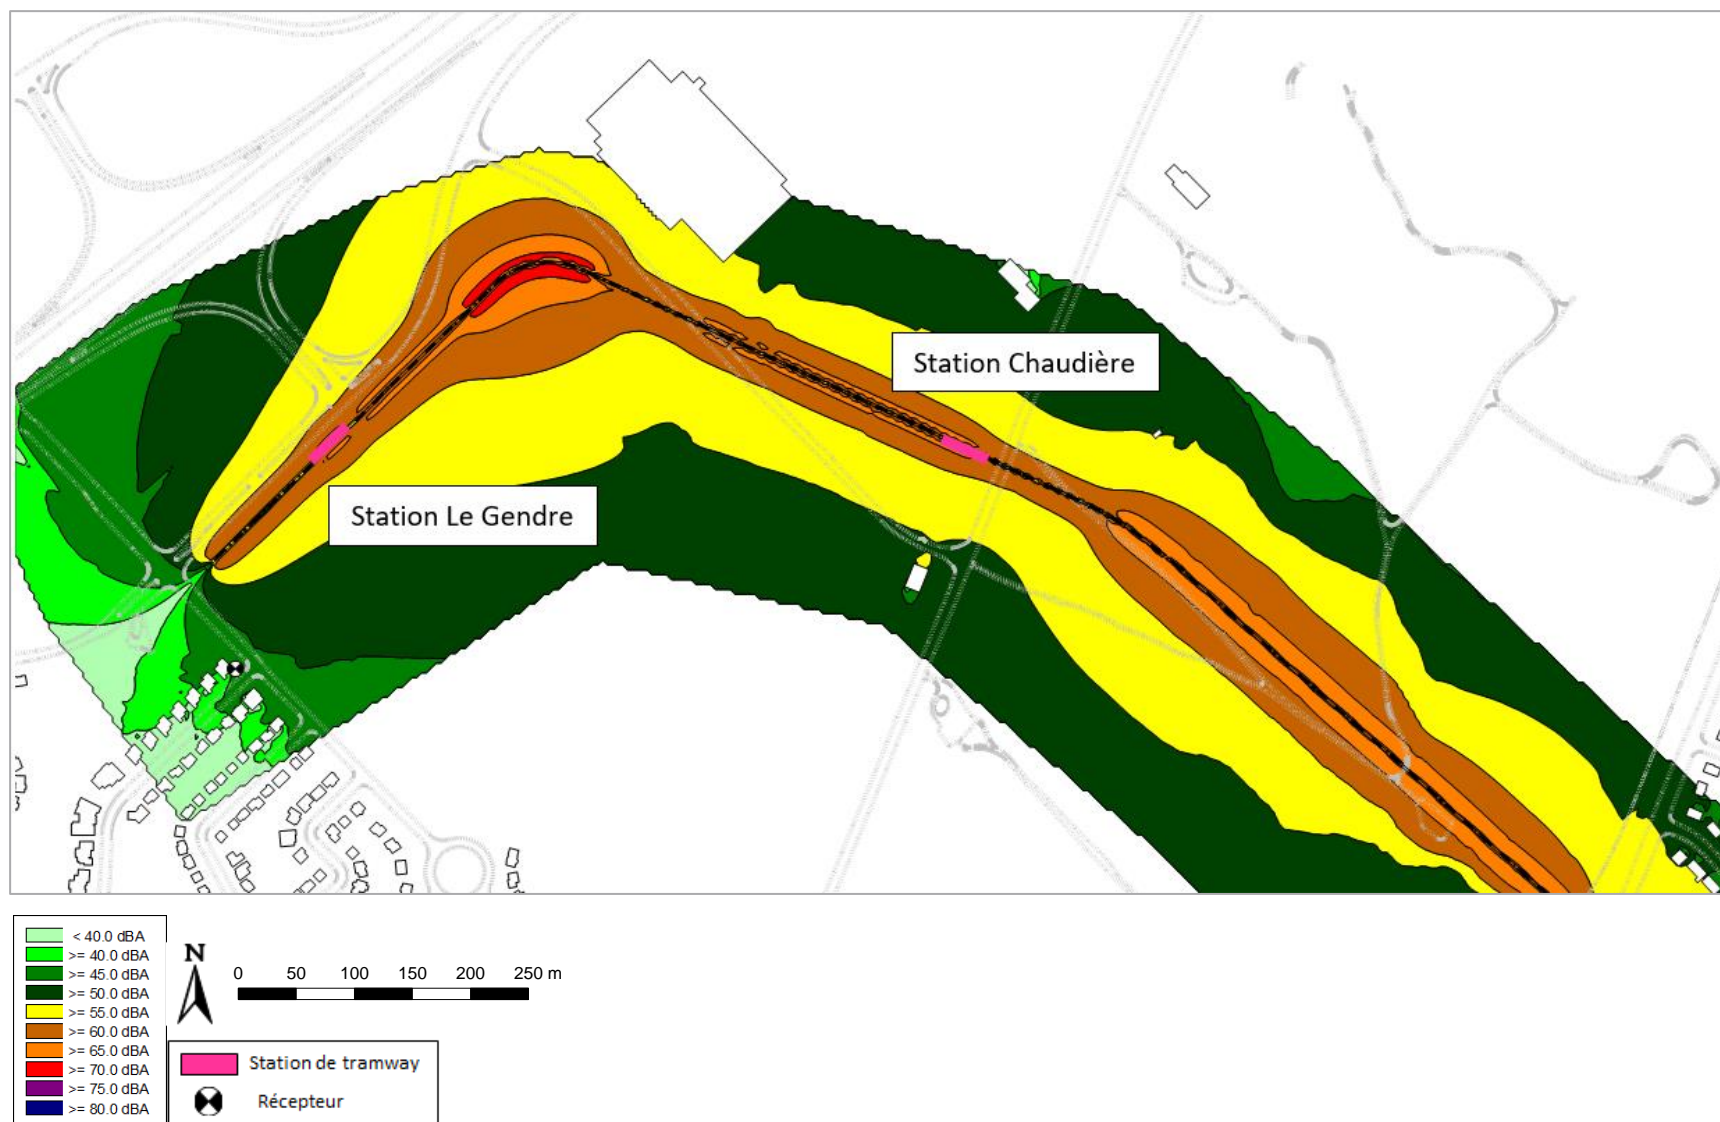 Station Chaudière
Station Le Gendre
< 40.0 dBA
>= 40.0 dBA
>= 45.0 dBA
>= 50.0 dBA
>= 55.0 dBA
>= 60.0 dBA
>= 65.0 dBA
>= 70.0 dBA
>= 75.0 dBA
>= 80.0 dBA
N
0 50 100 150 200 250 m
Station de tramway
Récepteur